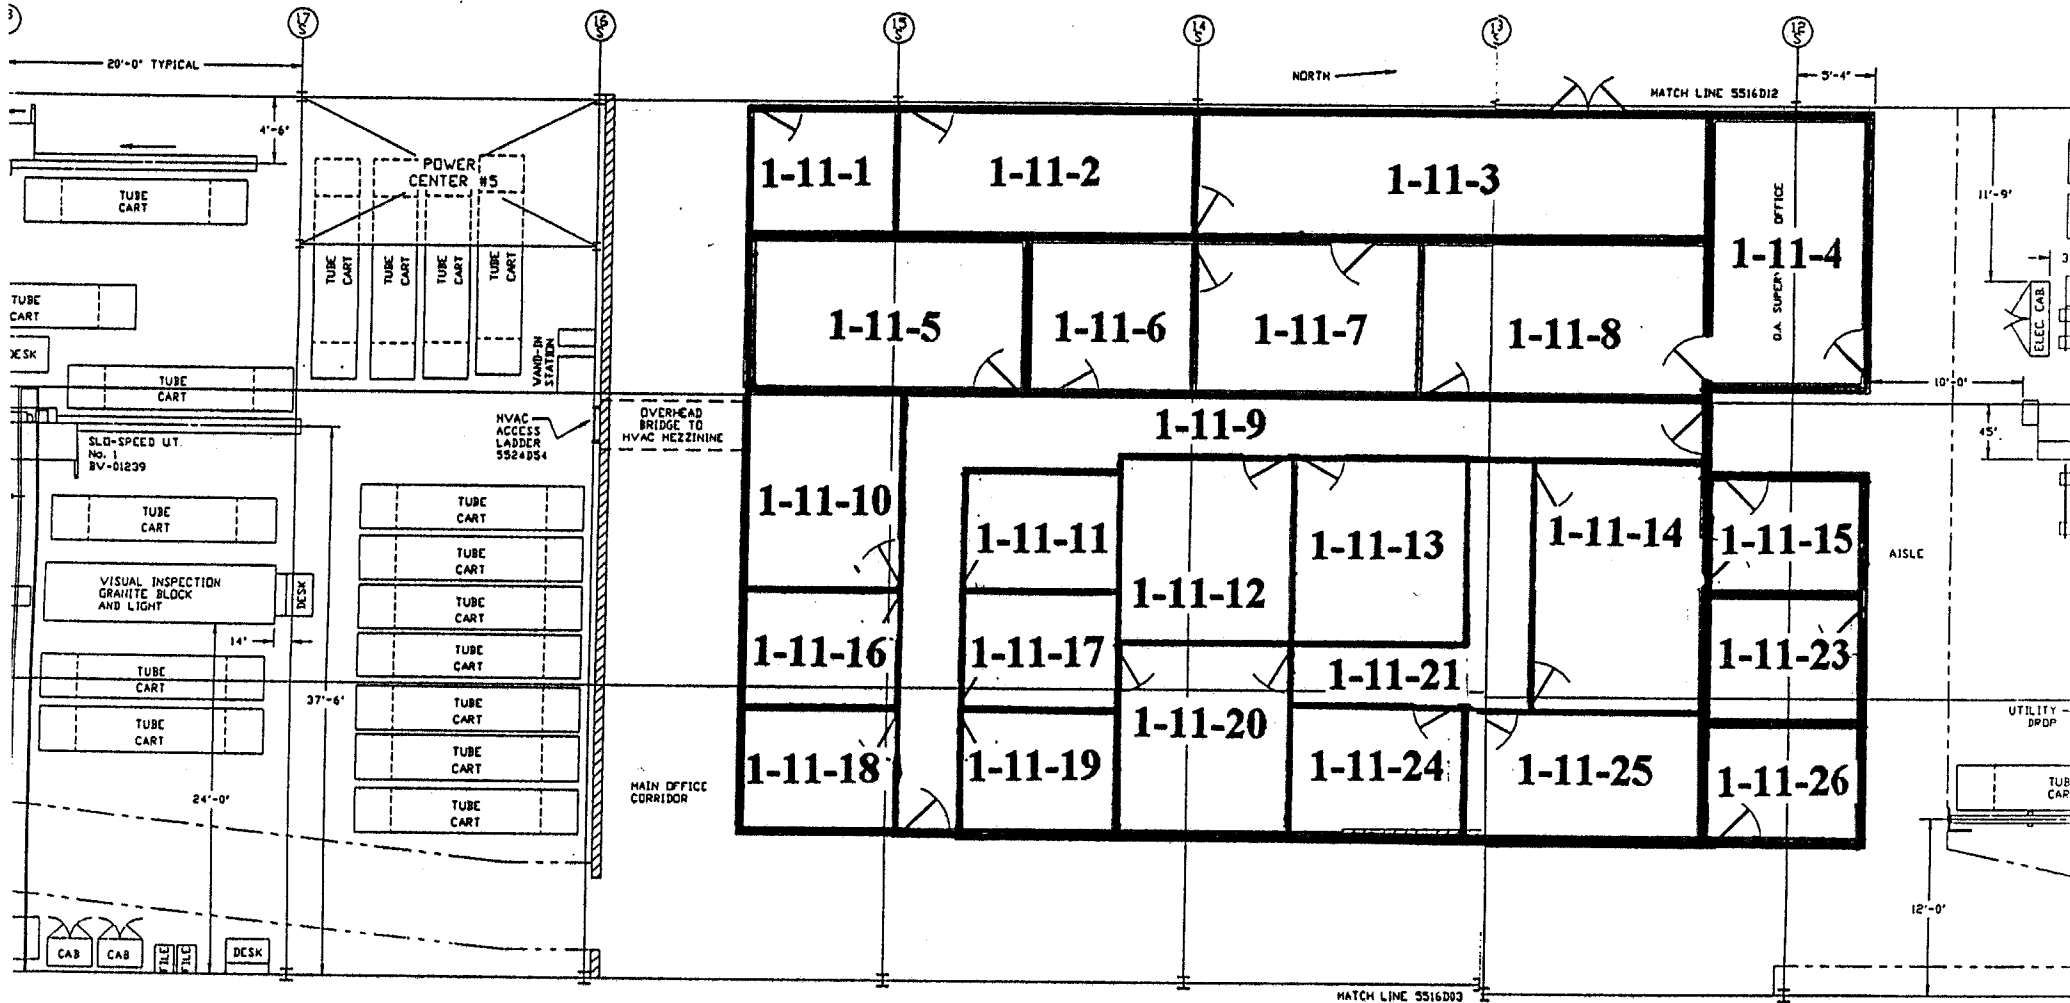 17
S
16
S
15
S
14
S
13
S
12
S
20'-0" TYPICAL
NORTH
5'-4"
MATCH LINE 5516D12
4'-6"
POWER
CENTER #5
TUBE
CART
TUBE
CART
TUBE
CART
TUBE
CART
TUBE
CART
TUBE
CART
DESK
TUBE
CART
WAND-IN
STATION
HVAC
ACCESS
LADDER
5524D54
OVERHEAD
BRIDGE TO
HVAC MEZZININE
SLO-SPEED U.T.
No. 1
BV-01239
TUBE
CART
VISUAL INSPECTION
GRANITE BLOCK
AND LIGHT
DESK
14"
TUBE
CART
TUBE
CART
37'-6"
24'-0"
TUBE
CART
TUBE
CART
TUBE
CART
TUBE
CART
TUBE
CART
TUBE
CART
TUBE
CART
CAB
CAB
FILE
FILE
DESK
MAIN OFFICE
CORRIDOR
1-11-1
1-11-2
1-11-3
1-11-4
OFFICE
1-11-5
1-11-6
1-11-7
1-11-8
1-11-9
1-11-10
1-11-11
1-11-12
1-11-13
1-11-14
1-11-15
1-11-16
1-11-17
1-11-21
1-11-23
1-11-18
1-11-19
1-11-20
1-11-24
1-11-25
1-11-26
11'-9"
ELEC. CAB.
10'-0"
45"
AISLE
UTILITY
DROP
12'-0"
MATCH LINE 5516D03